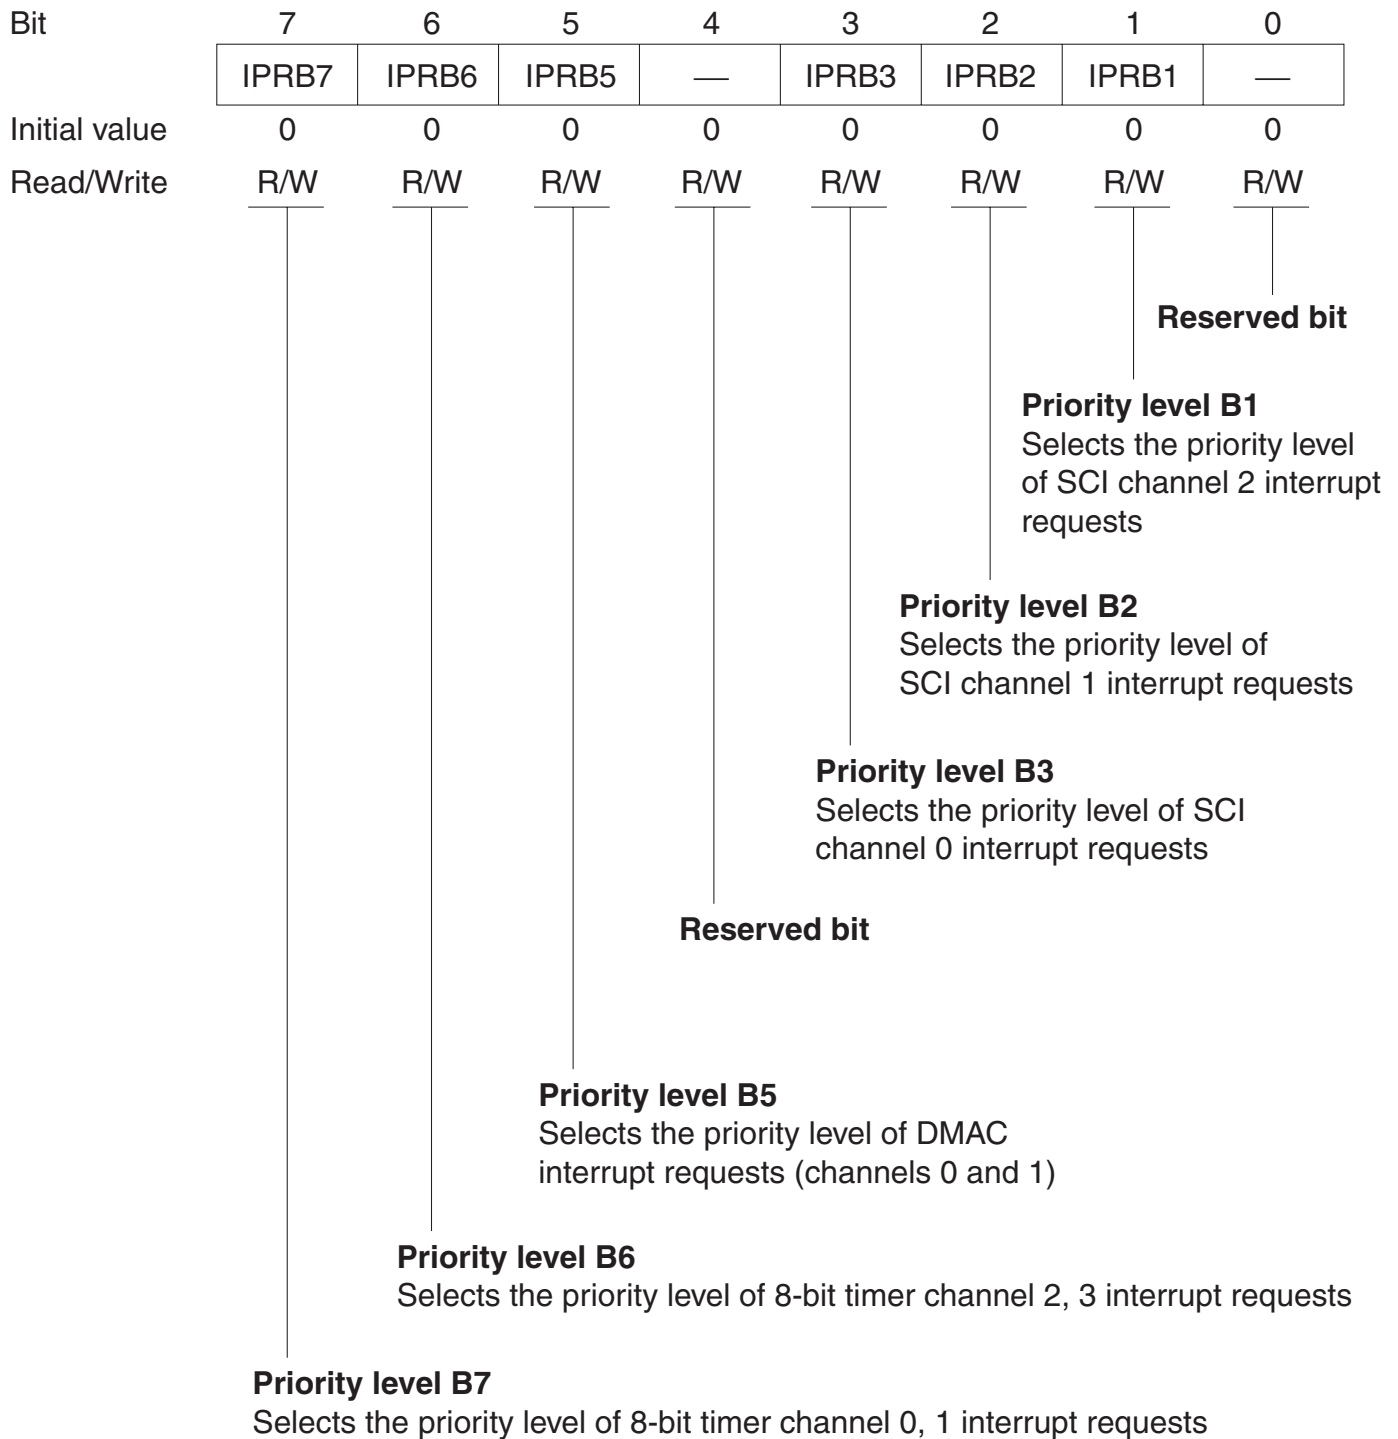 Bit 7 6 5 4 3 2 1 0
IPRB7 IPRB6 IPRB5 — IPRB3 IPRB2 IPRB1 —
Initial value 0 0 0 0 0 0 0 0
Read/Write R/W R/W R/W R/W R/W R/W R/W R/W
Reserved bit
Priority level B1
Selects the priority level
of SCI channel 2 interrupt
requests
Priority level B2
Selects the priority level of
SCI channel 1 interrupt requests
Priority level B3
Selects the priority level of SCI
channel 0 interrupt requests
Reserved bit
Priority level B5
Selects the priority level of DMAC
interrupt requests (channels 0 and 1)
Priority level B6
Selects the priority level of 8-bit timer channel 2, 3 interrupt requests
Priority level B7
Selects the priority level of 8-bit timer channel 0, 1 interrupt requests